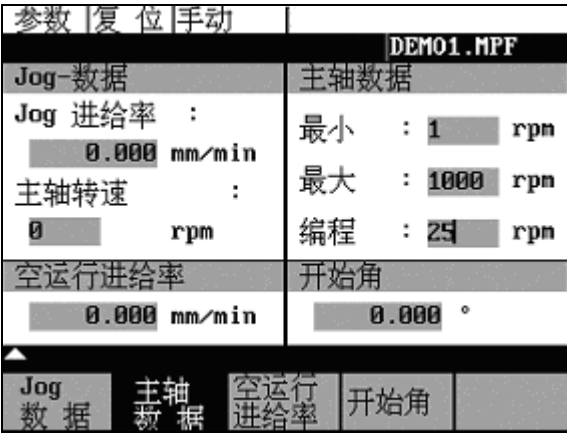 参数 复 位 手动
DEMO1.MPF
Jog-数据
Jog 进给率 :
0.000 mm/min
主轴转速 :
0 rpm
主轴数据
最小 : 1 rpm
最大 : 1000 rpm
编程 : 25 rpm
空运行进给率
0.000 mm/min
开始角
0.000 °
Jog 数 据
主轴 数 据
空运行 进给率
开始角